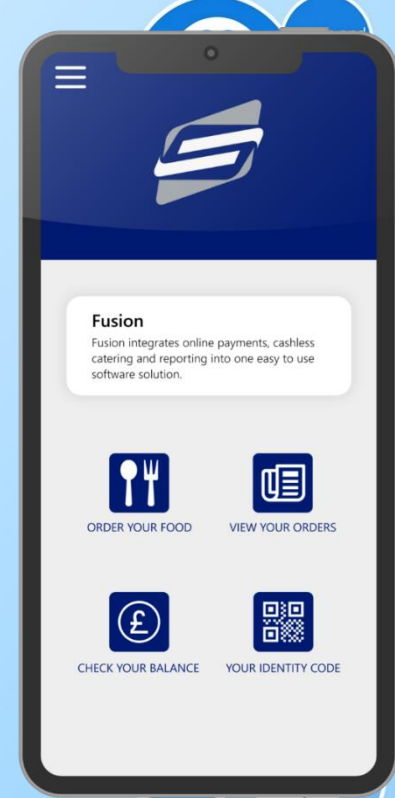 Fusion
Fusion integrates online payments, cashless
catering and reporting into one easy to use
software solution.
ORDER YOUR FOOD
VIEW YOUR ORDERS
CHECK YOUR BALANCE
YOUR IDENTITY CODE